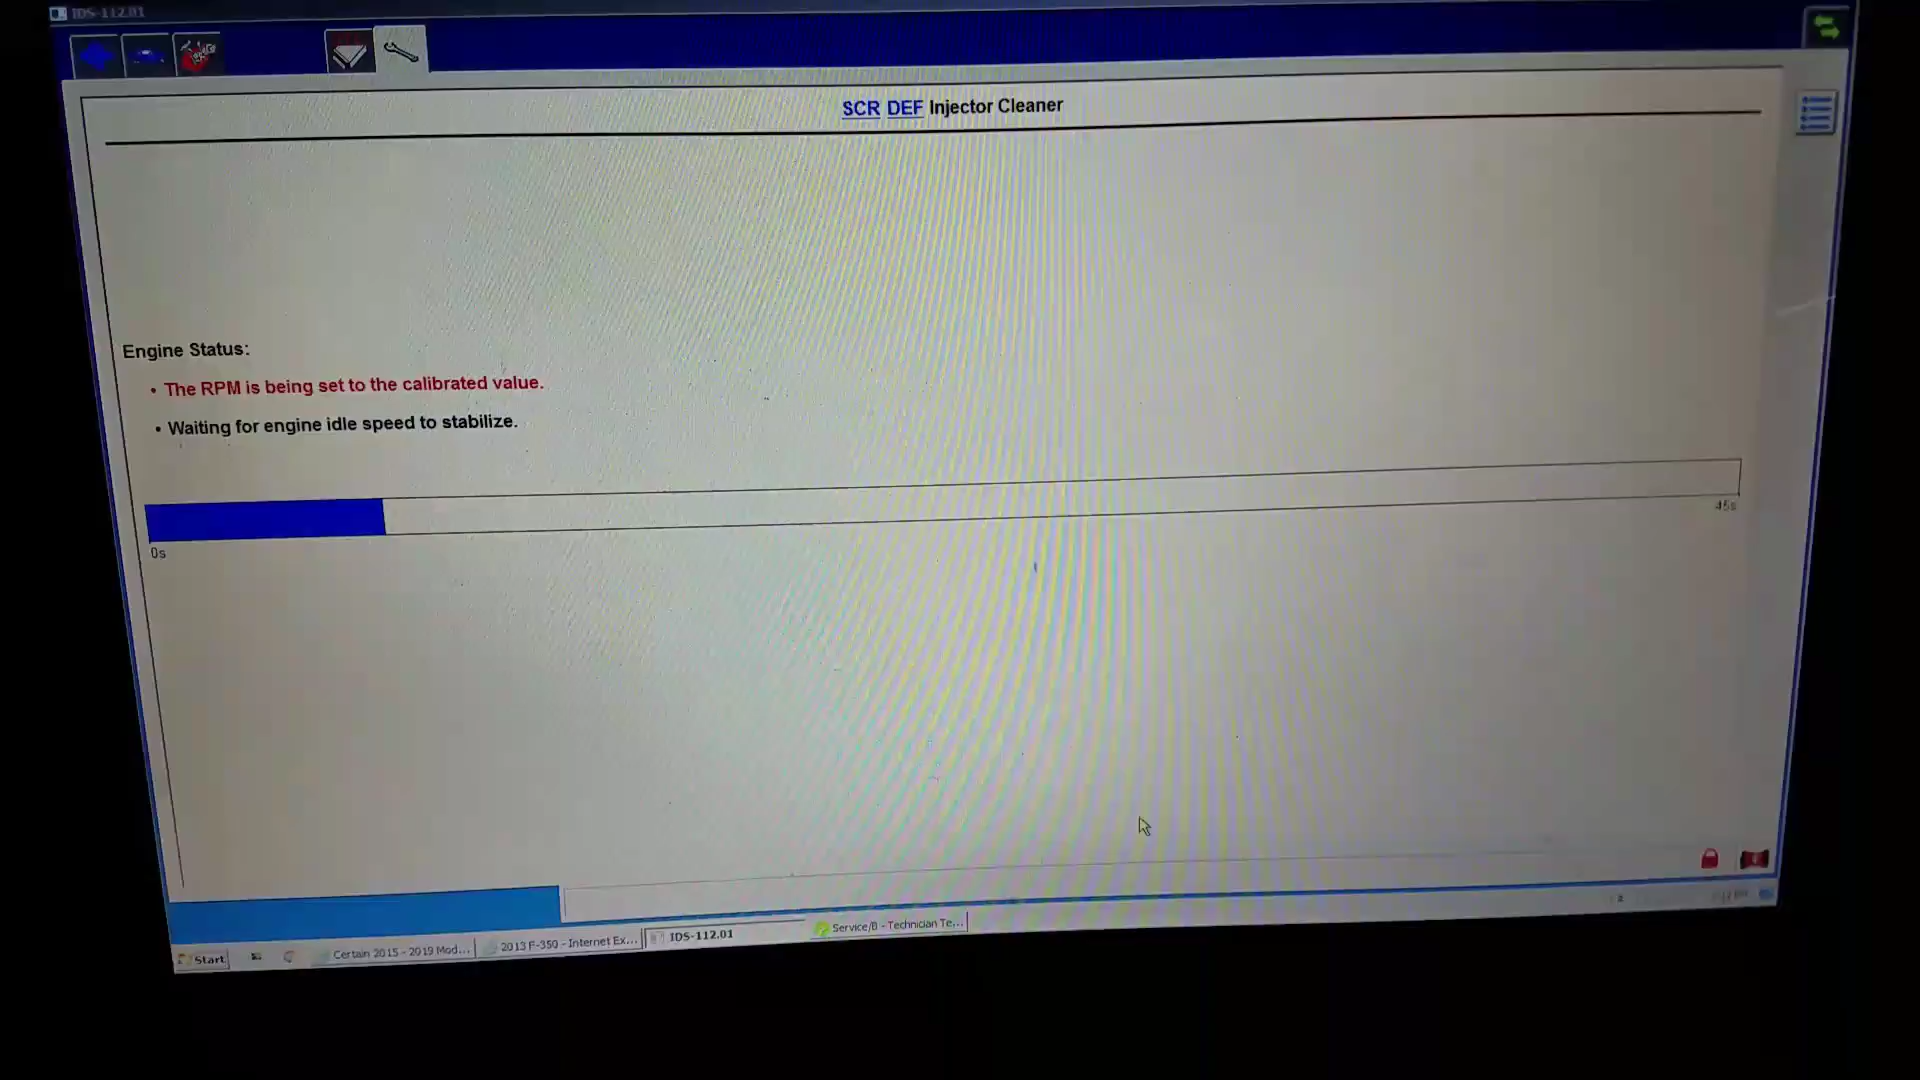 IDS-112.01
SCR DEF Injector Cleaner
Engine Status:
• The RPM is being set to the calibrated value.
• Waiting for engine idle speed to stabilize.
0s
45s
Start
Certain 2015 - 2019 Mod...
2013 F-350 - Internet Ex...
IDS-112.01
Service/B - Technician Te...